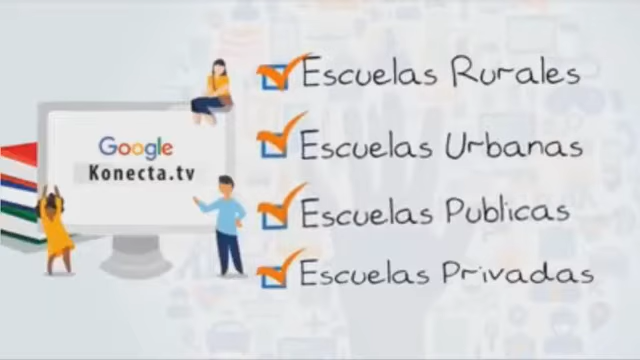 Google
Konecta.tv
Escuelas Rurales
Escuelas Urbanas
Escuelas Publicas
Escuelas Privadas